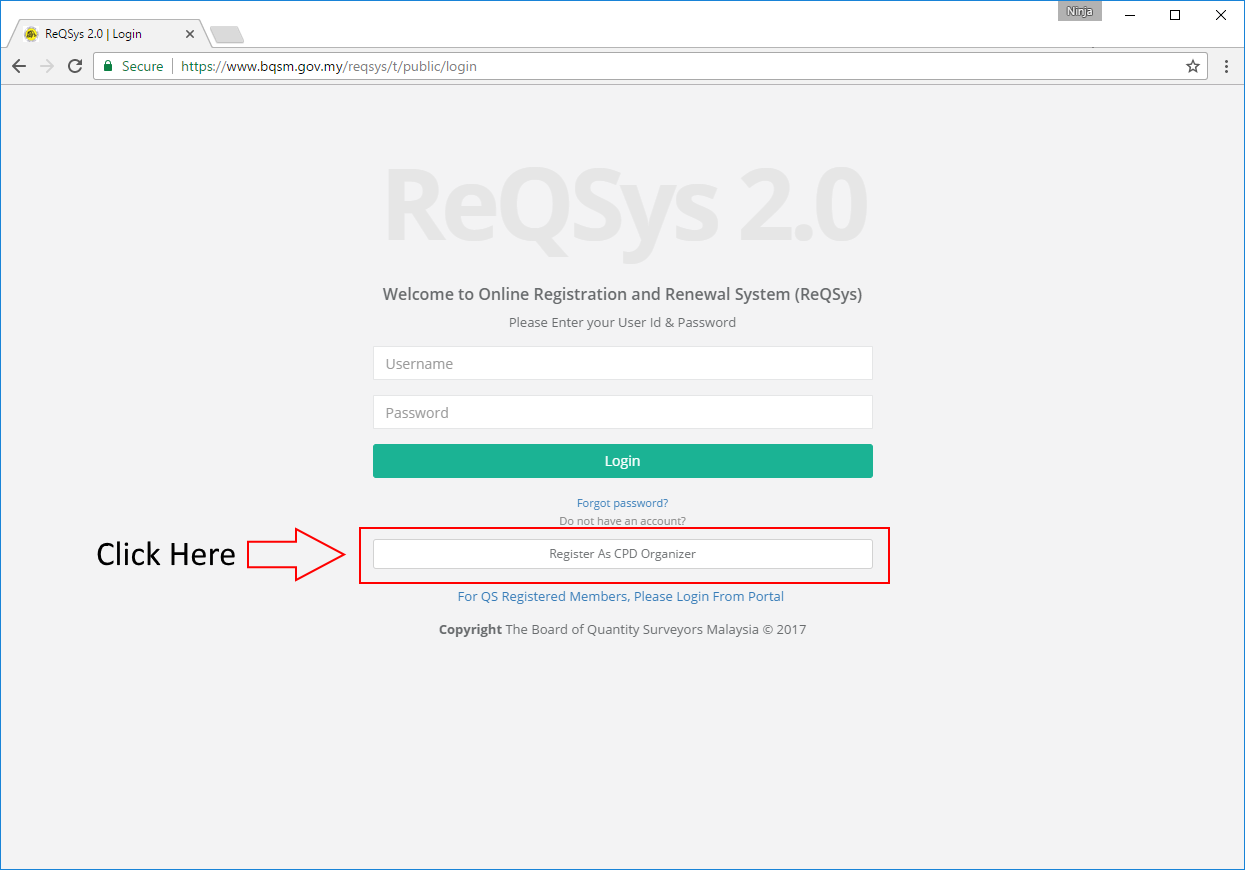 Ninja
ReQSys 2.0 | Login
Secure https://www.bqsm.gov.my/reqsys/t/public/login
ReQSys 2.0
Welcome to Online Registration and Renewal System (ReQSys)
Please Enter your User Id & Password
Username
Password
Login
Forgot password?
Do not have an account?
Click Here
Register As CPD Organizer
For QS Registered Members, Please Login From Portal
Copyright The Board of Quantity Surveyors Malaysia © 2017